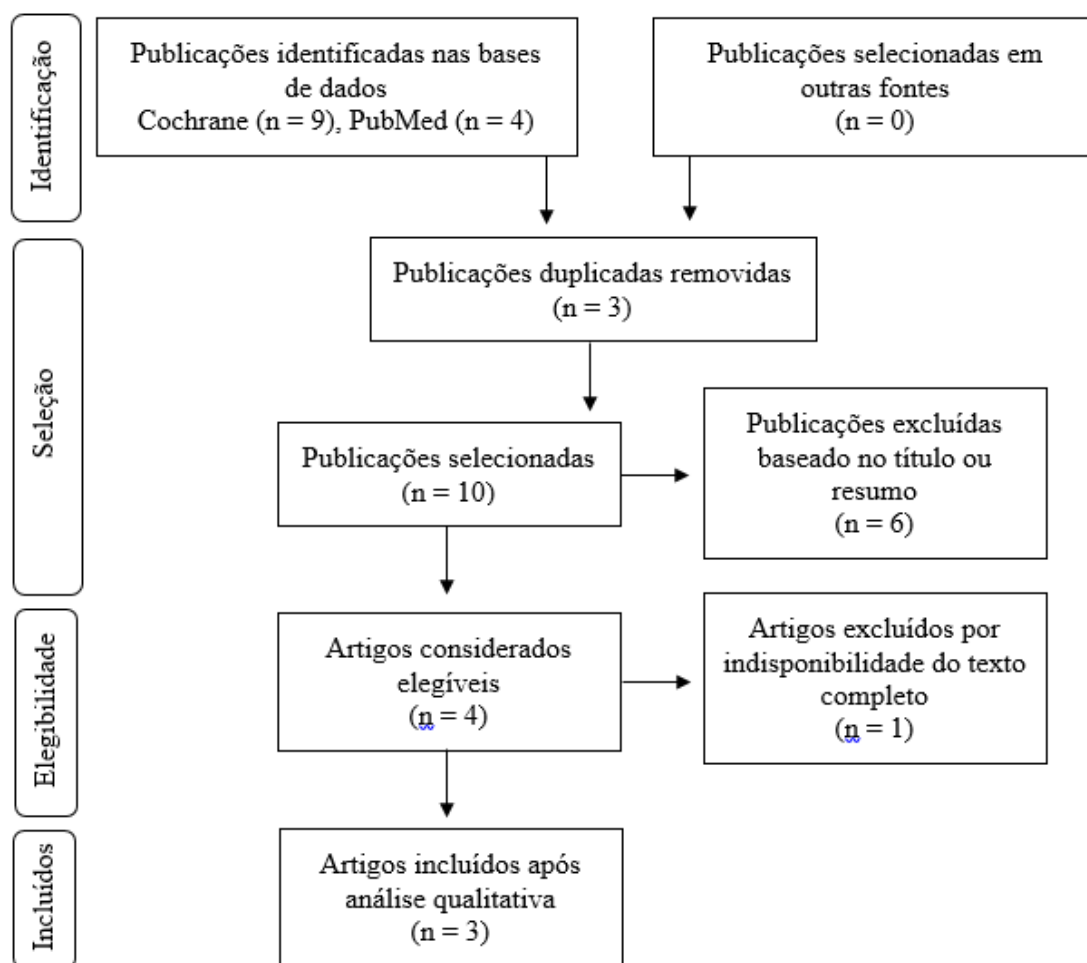 Identificação
Publicações identificadas nas bases
de dados
Cochrane (n = 9), PubMed (n = 4)
Publicações selecionadas em
outras fontes
(n = 0)
Seleção
Publicações duplicadas removidas
(n = 3)
Publicações selecionadas
(n = 10)
Publicações excluídas
baseado no título ou
resumo
(n = 6)
Elegibilidade
Artigos considerados
elegíveis
(n = 4)
Artigos excluídos por
indisponibilidade do texto
completo
(n = 1)
Incluídos
Artigos incluídos após
análise qualitativa
(n = 3)